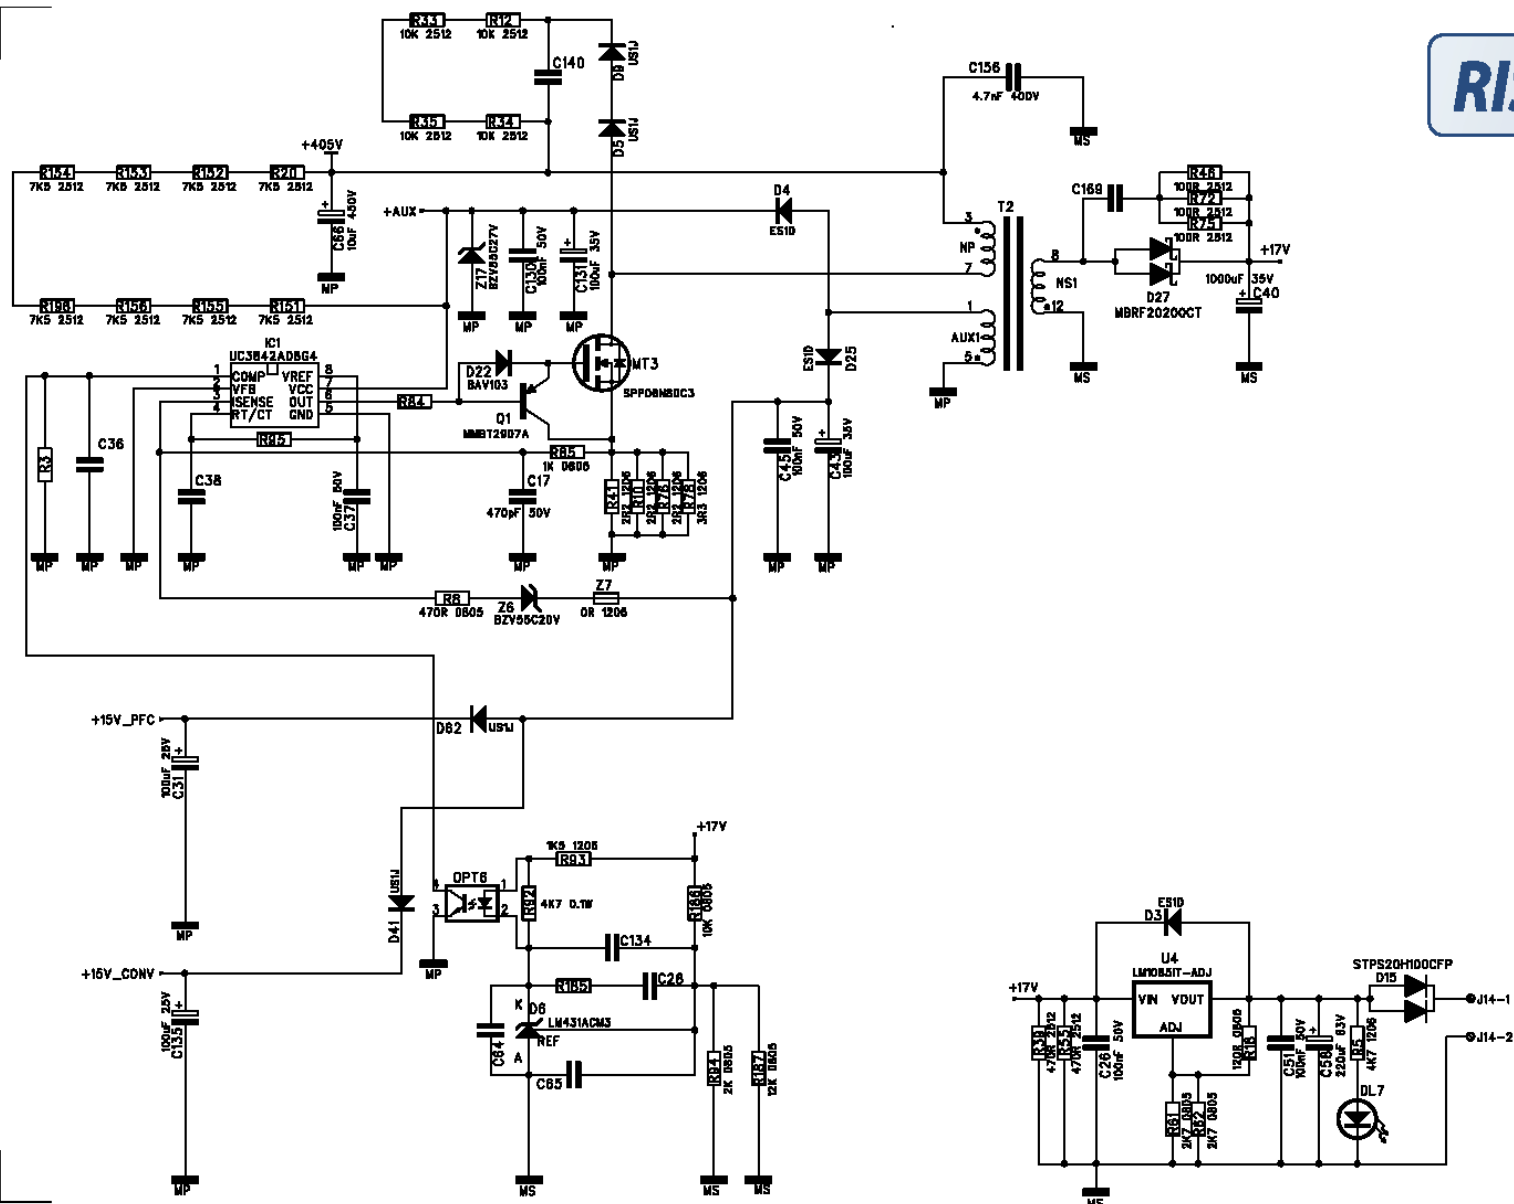 R33 R12
10K 2512 10K 2512
US1J
D9
C140
R35 R34
10K 2512 10K 2512
US1J
D5
C156
4.7nF 400V
MS
RIS
+405V
R154 R153 R152 R20
7K5 2512 7K5 2512 7K5 2512 7K5 2512
C66
10uF 450V
MP
R198 R156 R155 R151
7K5 2512 7K5 2512 7K5 2512 7K5 2512
+AUX
Z17
BZV55C27V
MP
C130
100nF 50V
MP
C131
100uF 35V
MP
D4
ES1D
T2
3
NP
7
1
AUX1
5
MP
8
NS1
12
MS
C169
R46
100R 2512
R72
100R 2512
R75
100R 2512
D27
MBRF20200CT
+17V
1000uF 35V
C40
MS
IC1
UC3842AD8G4
1 COMP VREF 8
2 VFB VCC 7
3 ISENSE OUT 6
4 RT/CT GND 5
R84
D22
BAV103
Q1
MMBT2907A
MT3
SPP08N80C3
ES1D
D25
R95
R3
C36
C38
100nF 50V
C37
R85
1K 0805
C17
470pF 50V
R41
2R2 1206
R10
2R2 1206
R76
2R2 1206
R78
3R3 1206
C45
100nF 50V
C43
100uF 35V
MP MP MP MP MP MP MP MP MP MP
R8
470R 0805
Z6
BZV55C20V
Z7
0R 1206
+15V_PFC
D62 US1J
100uF 25V
C31
MP
US1J
D41
+15V_CONV
100uF 25V
C135
MP
OPT6
4 1
3 2
MP
1K5 1206
R93
+17V
R92
4K7 0.1W
R186
10K 0805
C134
R185
C28
K
D6
LM431ACM3
REF
A
C64
C65
R94
2K 0805
R187
12K 0805
MS MS MS
D3 ES1D
U4
LM1085IT-ADJ
VIN VOUT
ADJ
+17V
R39
470R 2512
R53
470R 2512
C26
100nF 50V
120R 0805
R18
R61
2K7 0805
R62
2K7 0805
C51
100nF 50V
C58
220uF 63V
R5
4K7 1206
DL7
STPS20H100CFP
D15
J14-1
J14-2
MS